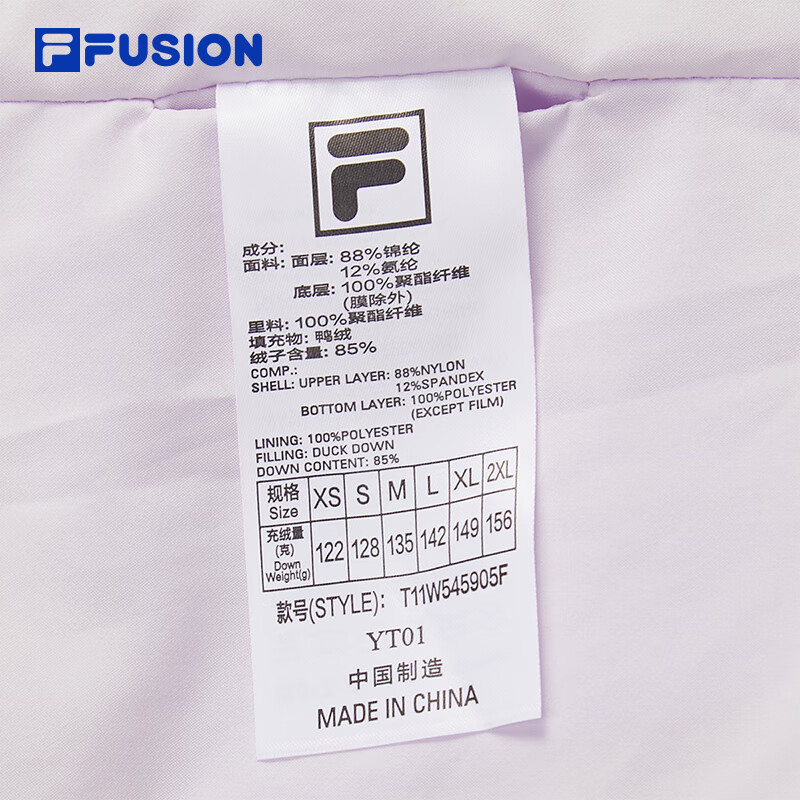 FUSION
成分：
面料：面层：88%锦纶
12%氨纶
底层：100%聚酯纤维
（膜除外）
里料：100%聚酯纤维
填充物：鸭绒
绒子含量：85%
COMP.:
SHELL: UPPER LAYER: 88%NYLON
12%SPANDEX
BOTTOM LAYER: 100%POLYESTER
(EXCEPT FILM)
LINING: 100%POLYESTER
FILLING: DUCK DOWN
DOWN CONTENT: 85%
规格 Size XS S M L XL 2XL
充绒量(克) Down Weight(g) 122 128 135 142 149 156
款号(STYLE): T11W545905F
YT01
中国制造
MADE IN CHINA